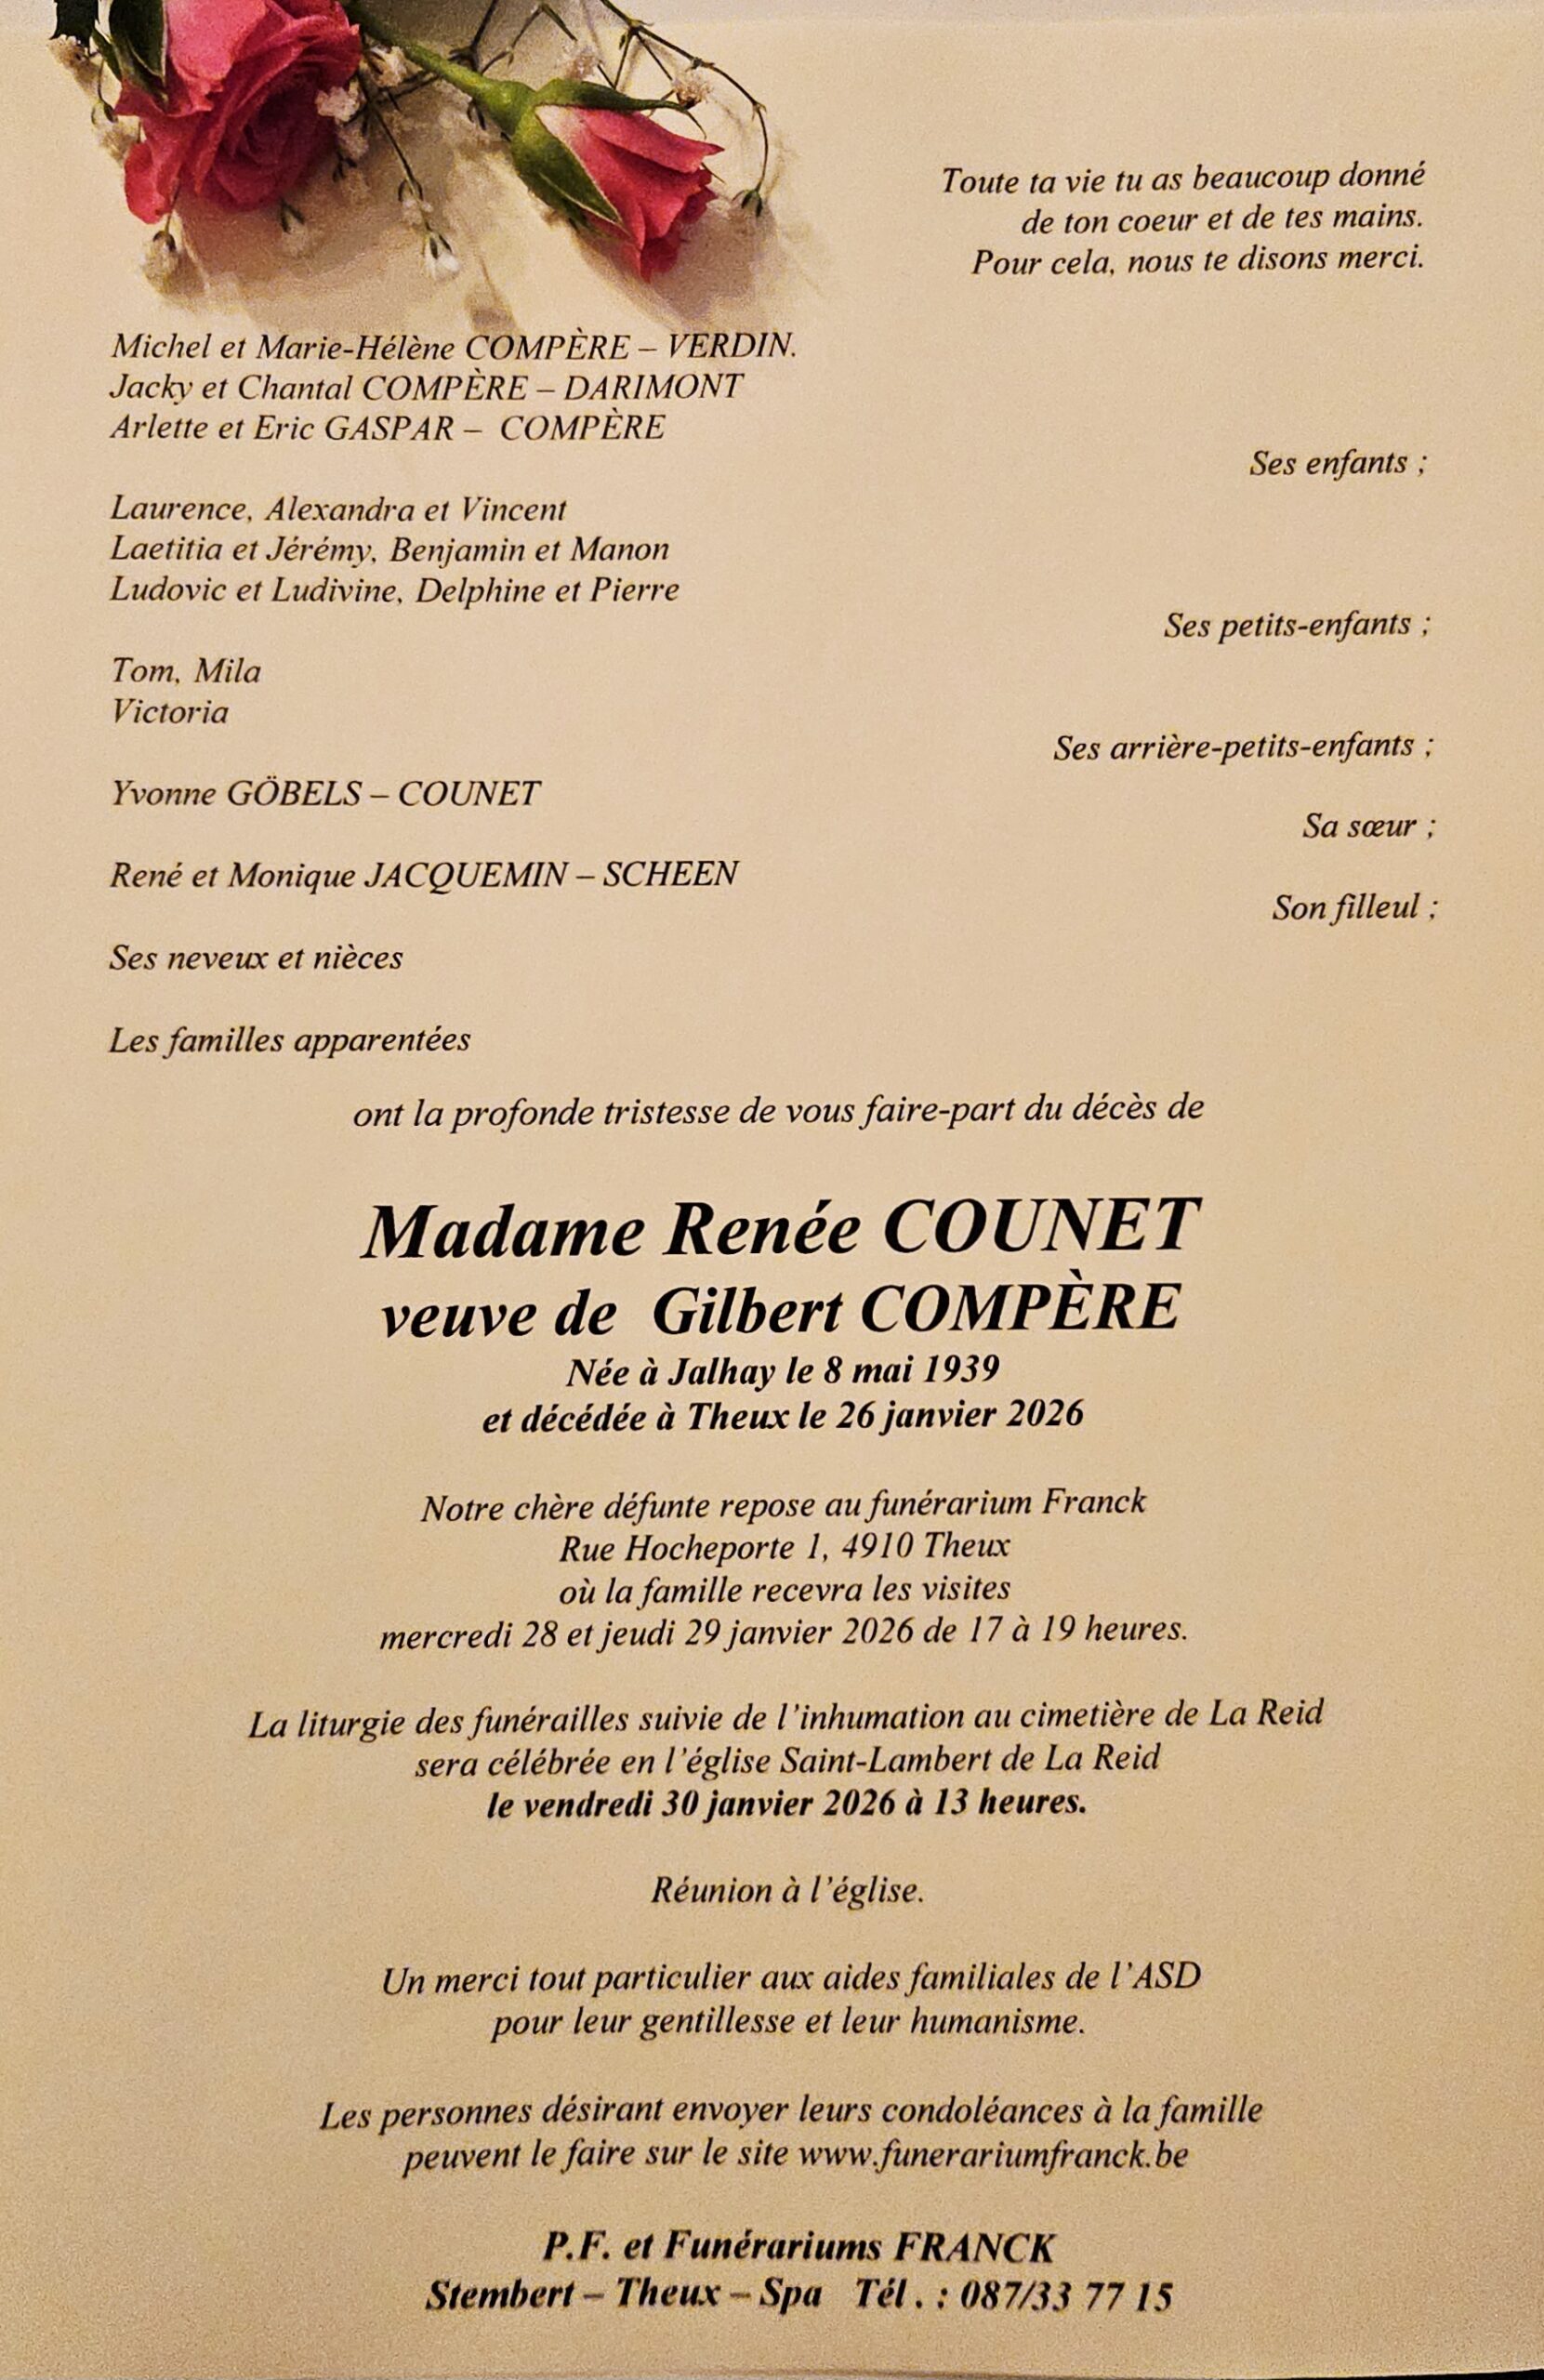 Toute ta vie tu as beaucoup donné
de ton coeur et de tes mains.
Pour cela, nous te disons merci.
Michel et Marie-Hélène COMPÈRE – VERDIN.
Jacky et Chantal COMPÈRE – DARIMONT
Arlette et Eric GASPAR – COMPÈRE
Ses enfants ;
Laurence, Alexandra et Vincent
Laetitia et Jérémy, Benjamin et Manon
Ludovic et Ludivine, Delphine et Pierre
Ses petits-enfants ;
Tom, Mila
Victoria
Ses arrière-petits-enfants ;
Yvonne GÖBELS – COUNET
Sa sœur ;
René et Monique JACQUEMIN – SCHEEN
Son filleul ;
Ses neveux et nièces
Les familles apparentées
ont la profonde tristesse de vous faire-part du décès de
Madame Renée COUNET
veuve de Gilbert COMPÈRE
Née à Jalhay le 8 mai 1939
et décédée à Theux le 26 janvier 2026
Notre chère défunte repose au funérarium Franck
Rue Hocheporte 1, 4910 Theux
où la famille recevra les visites
mercredi 28 et jeudi 29 janvier 2026 de 17 à 19 heures.
La liturgie des funérailles suivie de l’inhumation au cimetière de La Reid
sera célébrée en l’église Saint-Lambert de La Reid
le vendredi 30 janvier 2026 à 13 heures.
Réunion à l’église.
Un merci tout particulier aux aides familiales de l’ASD
pour leur gentillesse et leur humanisme.
Les personnes désirant envoyer leurs condoléances à la famille
peuvent le faire sur le site www.funerariumfranck.be
P.F. et Funérariums FRANCK
Stembert – Theux – Spa Tél . : 087/33 77 15